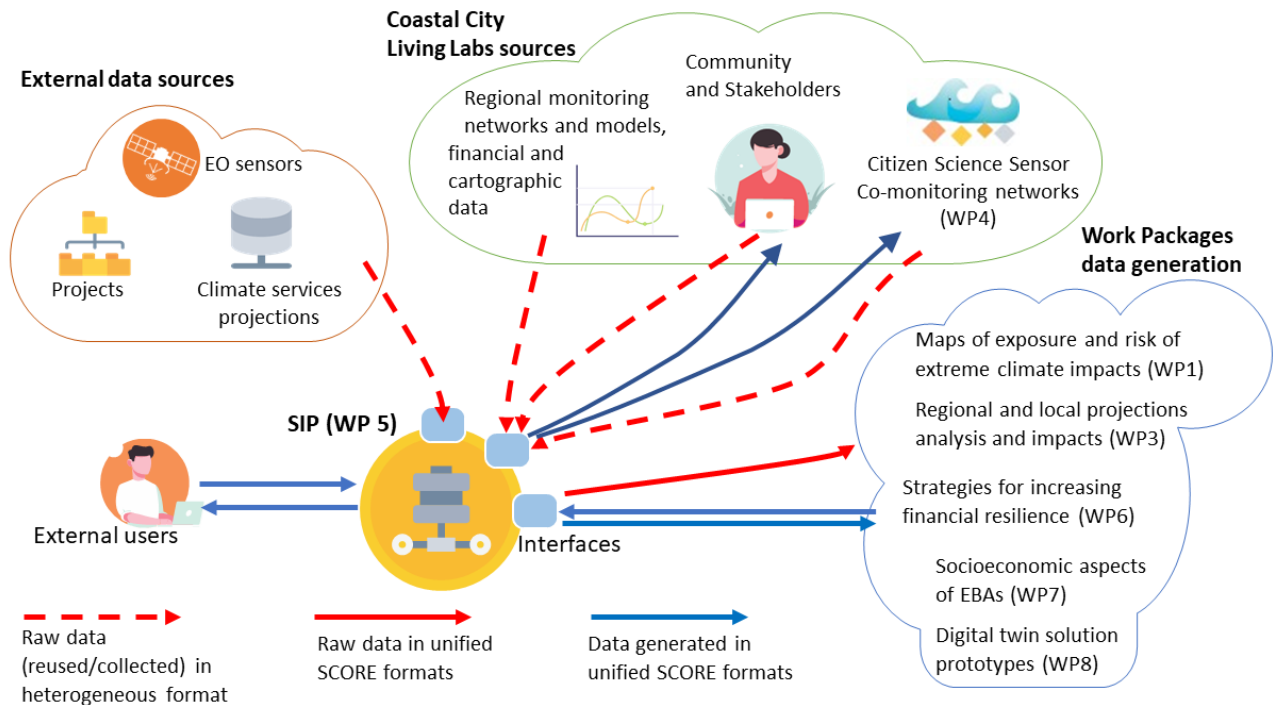 Coastal City
Living Labs sources
External data sources
EO sensors
Projects
Climate services
projections
Regional monitoring
networks and models,
financial and
cartographic
data
Community
and Stakeholders
Citizen Science Sensor
Co-monitoring networks
(WP4)
Work Packages
data generation
Maps of exposure and risk of
extreme climate impacts (WP1)
Regional and local projections
analysis and impacts (WP3)
Strategies for increasing
financial resilience (WP6)
Socioeconomic aspects
of EBAs (WP7)
Digital twin solution
prototypes (WP8)
SIP (WP 5)
External users
Interfaces
Raw data
(reused/collected) in
heterogeneous format
Raw data in unified
SCORE formats
Data generated in
unified SCORE formats